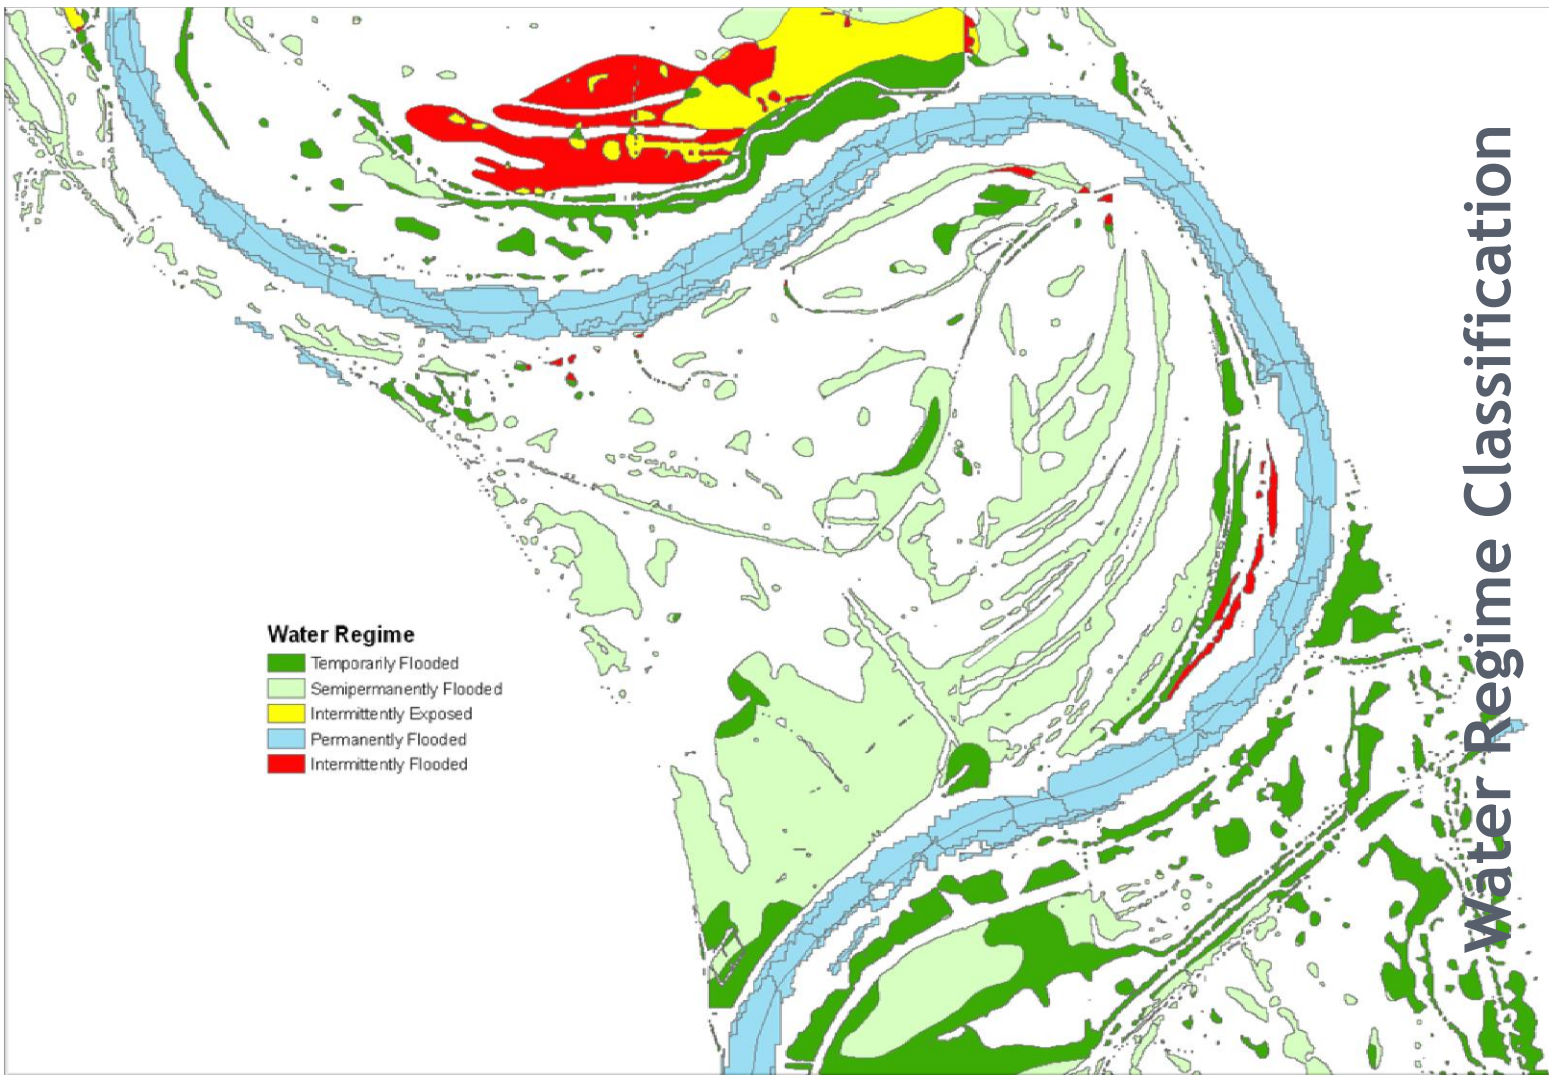 Water Regime Classification
Water Regime
Temporarily Flooded
Semipermanently Flooded
Intermittently Exposed
Permanently Flooded
Intermittently Flooded